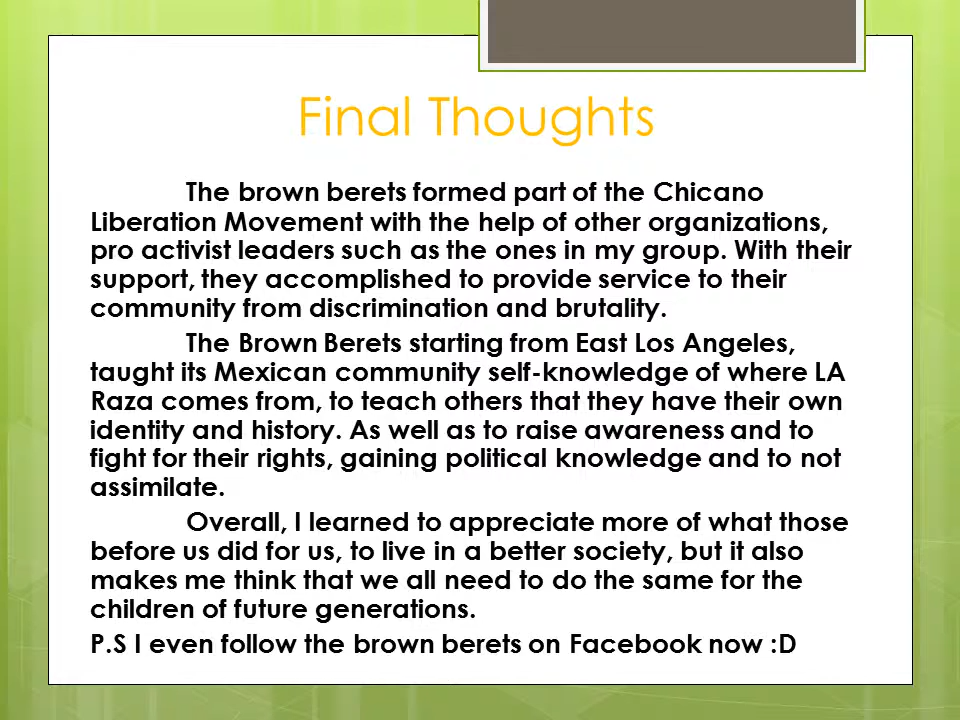 Final Thoughts
The brown berets formed part of the Chicano
Liberation Movement with the help of other organizations,
pro activist leaders such as the ones in my group. With their
support, they accomplished to provide service to their
community from discrimination and brutality.
The Brown Berets starting from East Los Angeles,
taught its Mexican community self-knowledge of where LA
Raza comes from, to teach others that they have their own
identity and history. As well as to raise awareness and to
fight for their rights, gaining political knowledge and to not
assimilate.
Overall, I learned to appreciate more of what those
before us did for us, to live in a better society, but it also
makes me think that we all need to do the same for the
children of future generations.
P.S I even follow the brown berets on Facebook now :D